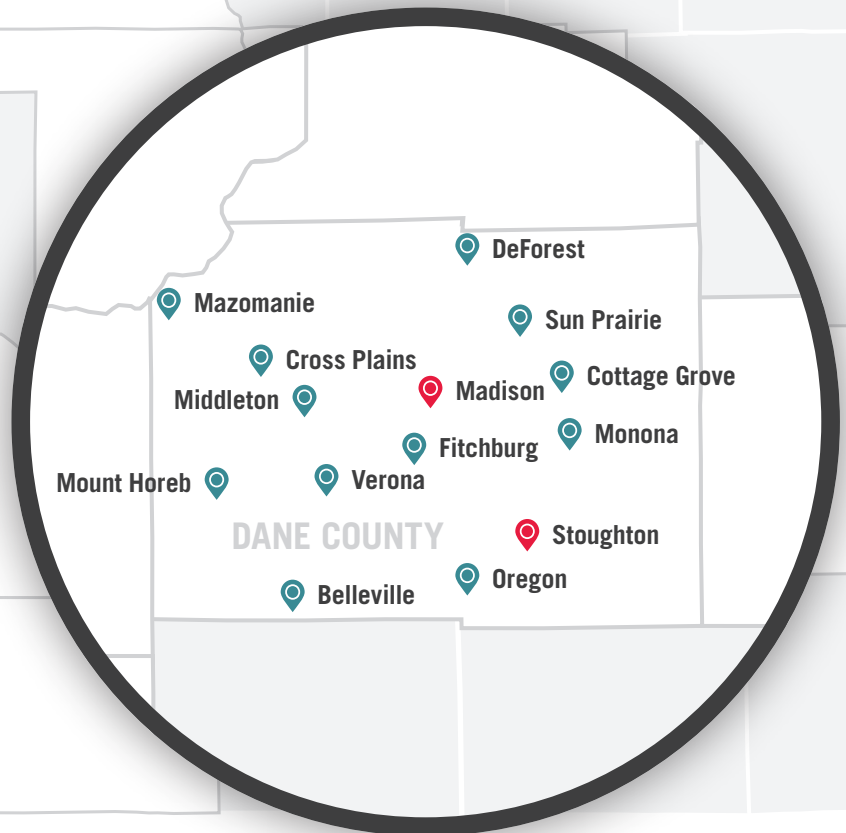 DeForest
Mazomanie
Sun Prairie
Cross Plains
Cottage Grove
Madison
Middleton
Monona
Fitchburg
Verona
Mount Horeb
DANE COUNTY
Stoughton
Oregon
Belleville